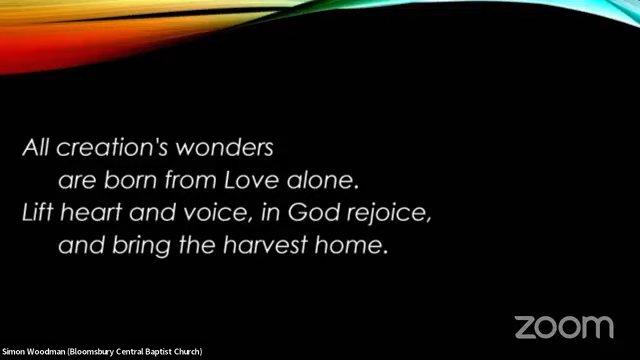 All creation's wonders
are born from Love alone.
Lift heart and voice, in God rejoice,
and bring the harvest home.
zoom
Simon Woodman (Bloomsbury Central Baptist Church)